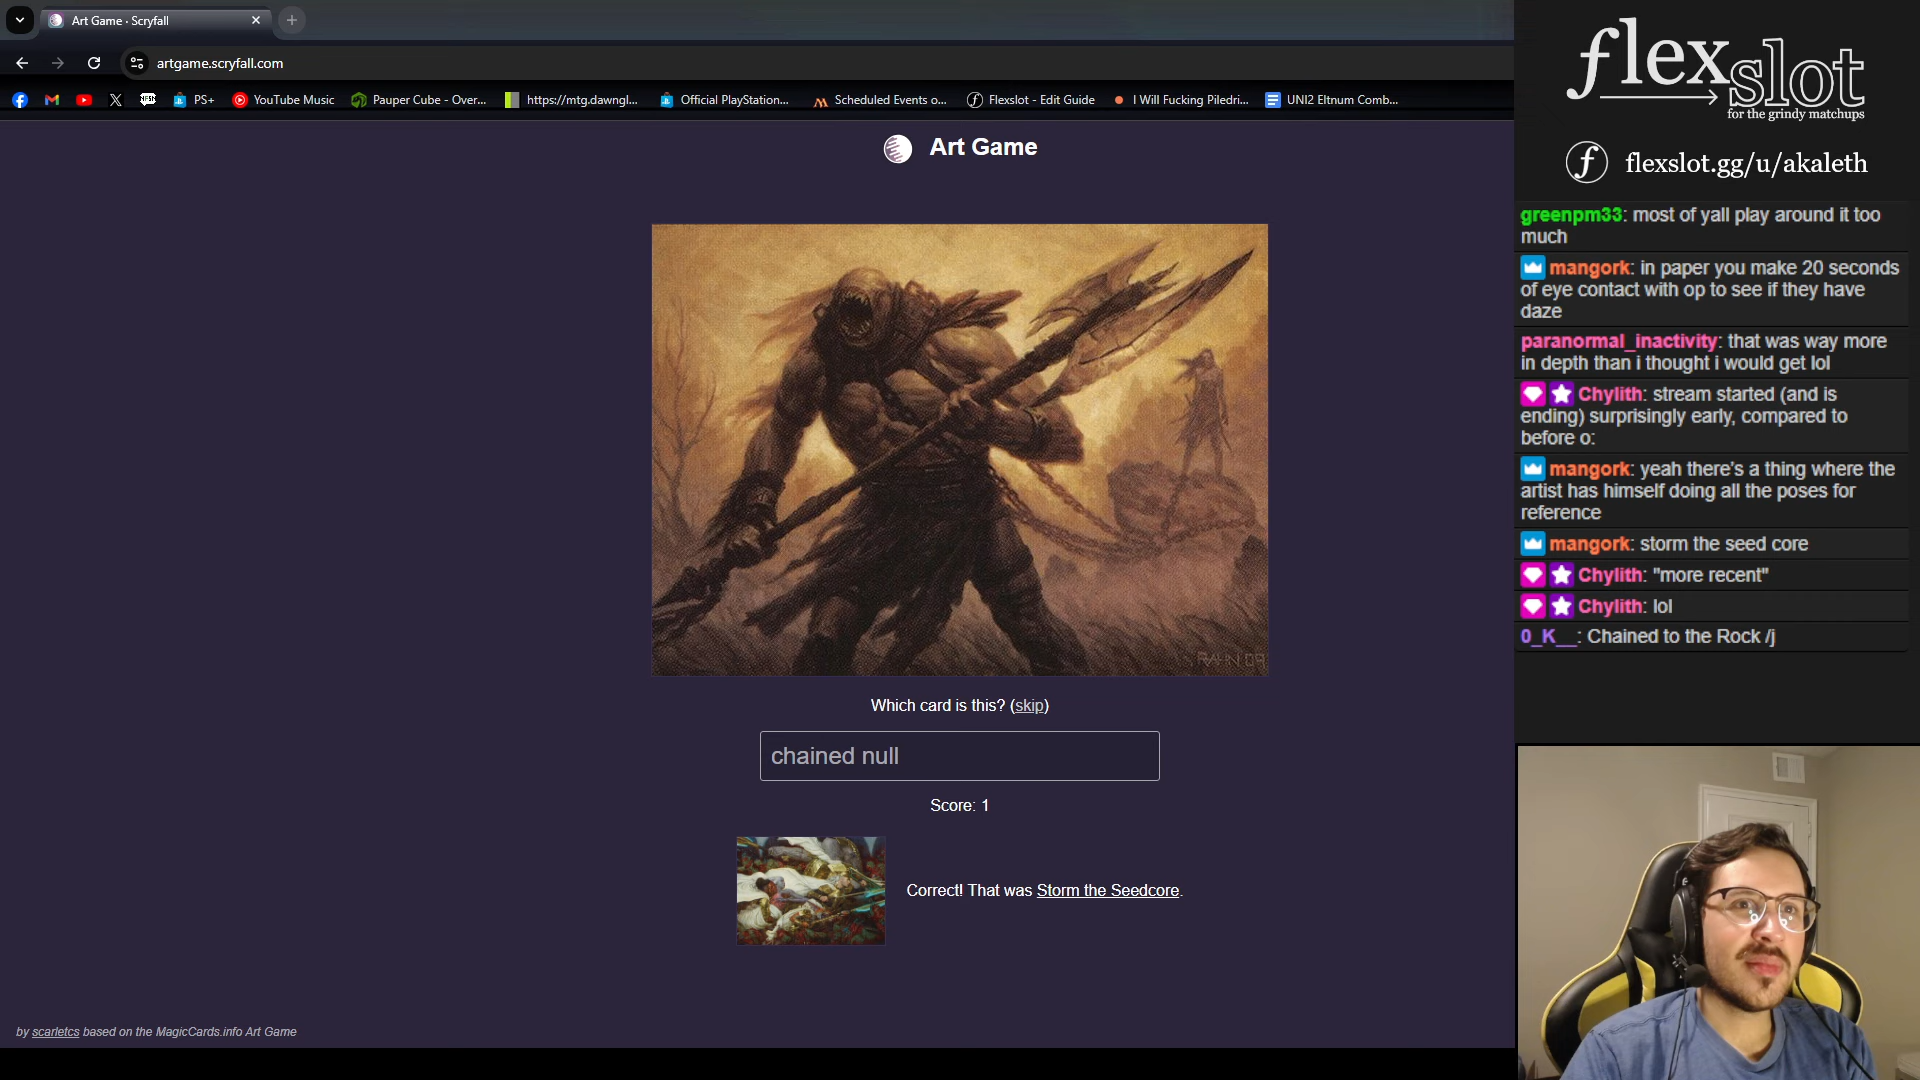 Art Game · Scryfall
artgame.scryfall.com
PS+
YouTube Music
Pauper Cube - Over...
https://mtg.dawngl...
Official PlayStation...
Scheduled Events o...
Flexslot - Edit Guide
I Will Fucking Piledri...
UNI2 Eltnum Comb...
Art Game
RAHN 09
Which card is this? (skip)
chained null
Score: 1
Correct! That was Storm the Seedcore.
by scarletcs based on the MagicCards.info Art Game
flexslot
for the grindy matchups
flexslot.gg/u/akaleth
greenpm33: most of yall play around it too
much
mangork: in paper you make 20 seconds
of eye contact with op to see if they have
daze
paranormal_inactivity: that was way more
in depth than i thought i would get lol
Chylith: stream started (and is
ending) surprisingly early, compared to
before o:
mangork: yeah there's a thing where the
artist has himself doing all the poses for
reference
mangork: storm the seed core
Chylith: "more recent"
Chylith: lol
0_K__: Chained to the Rock /j